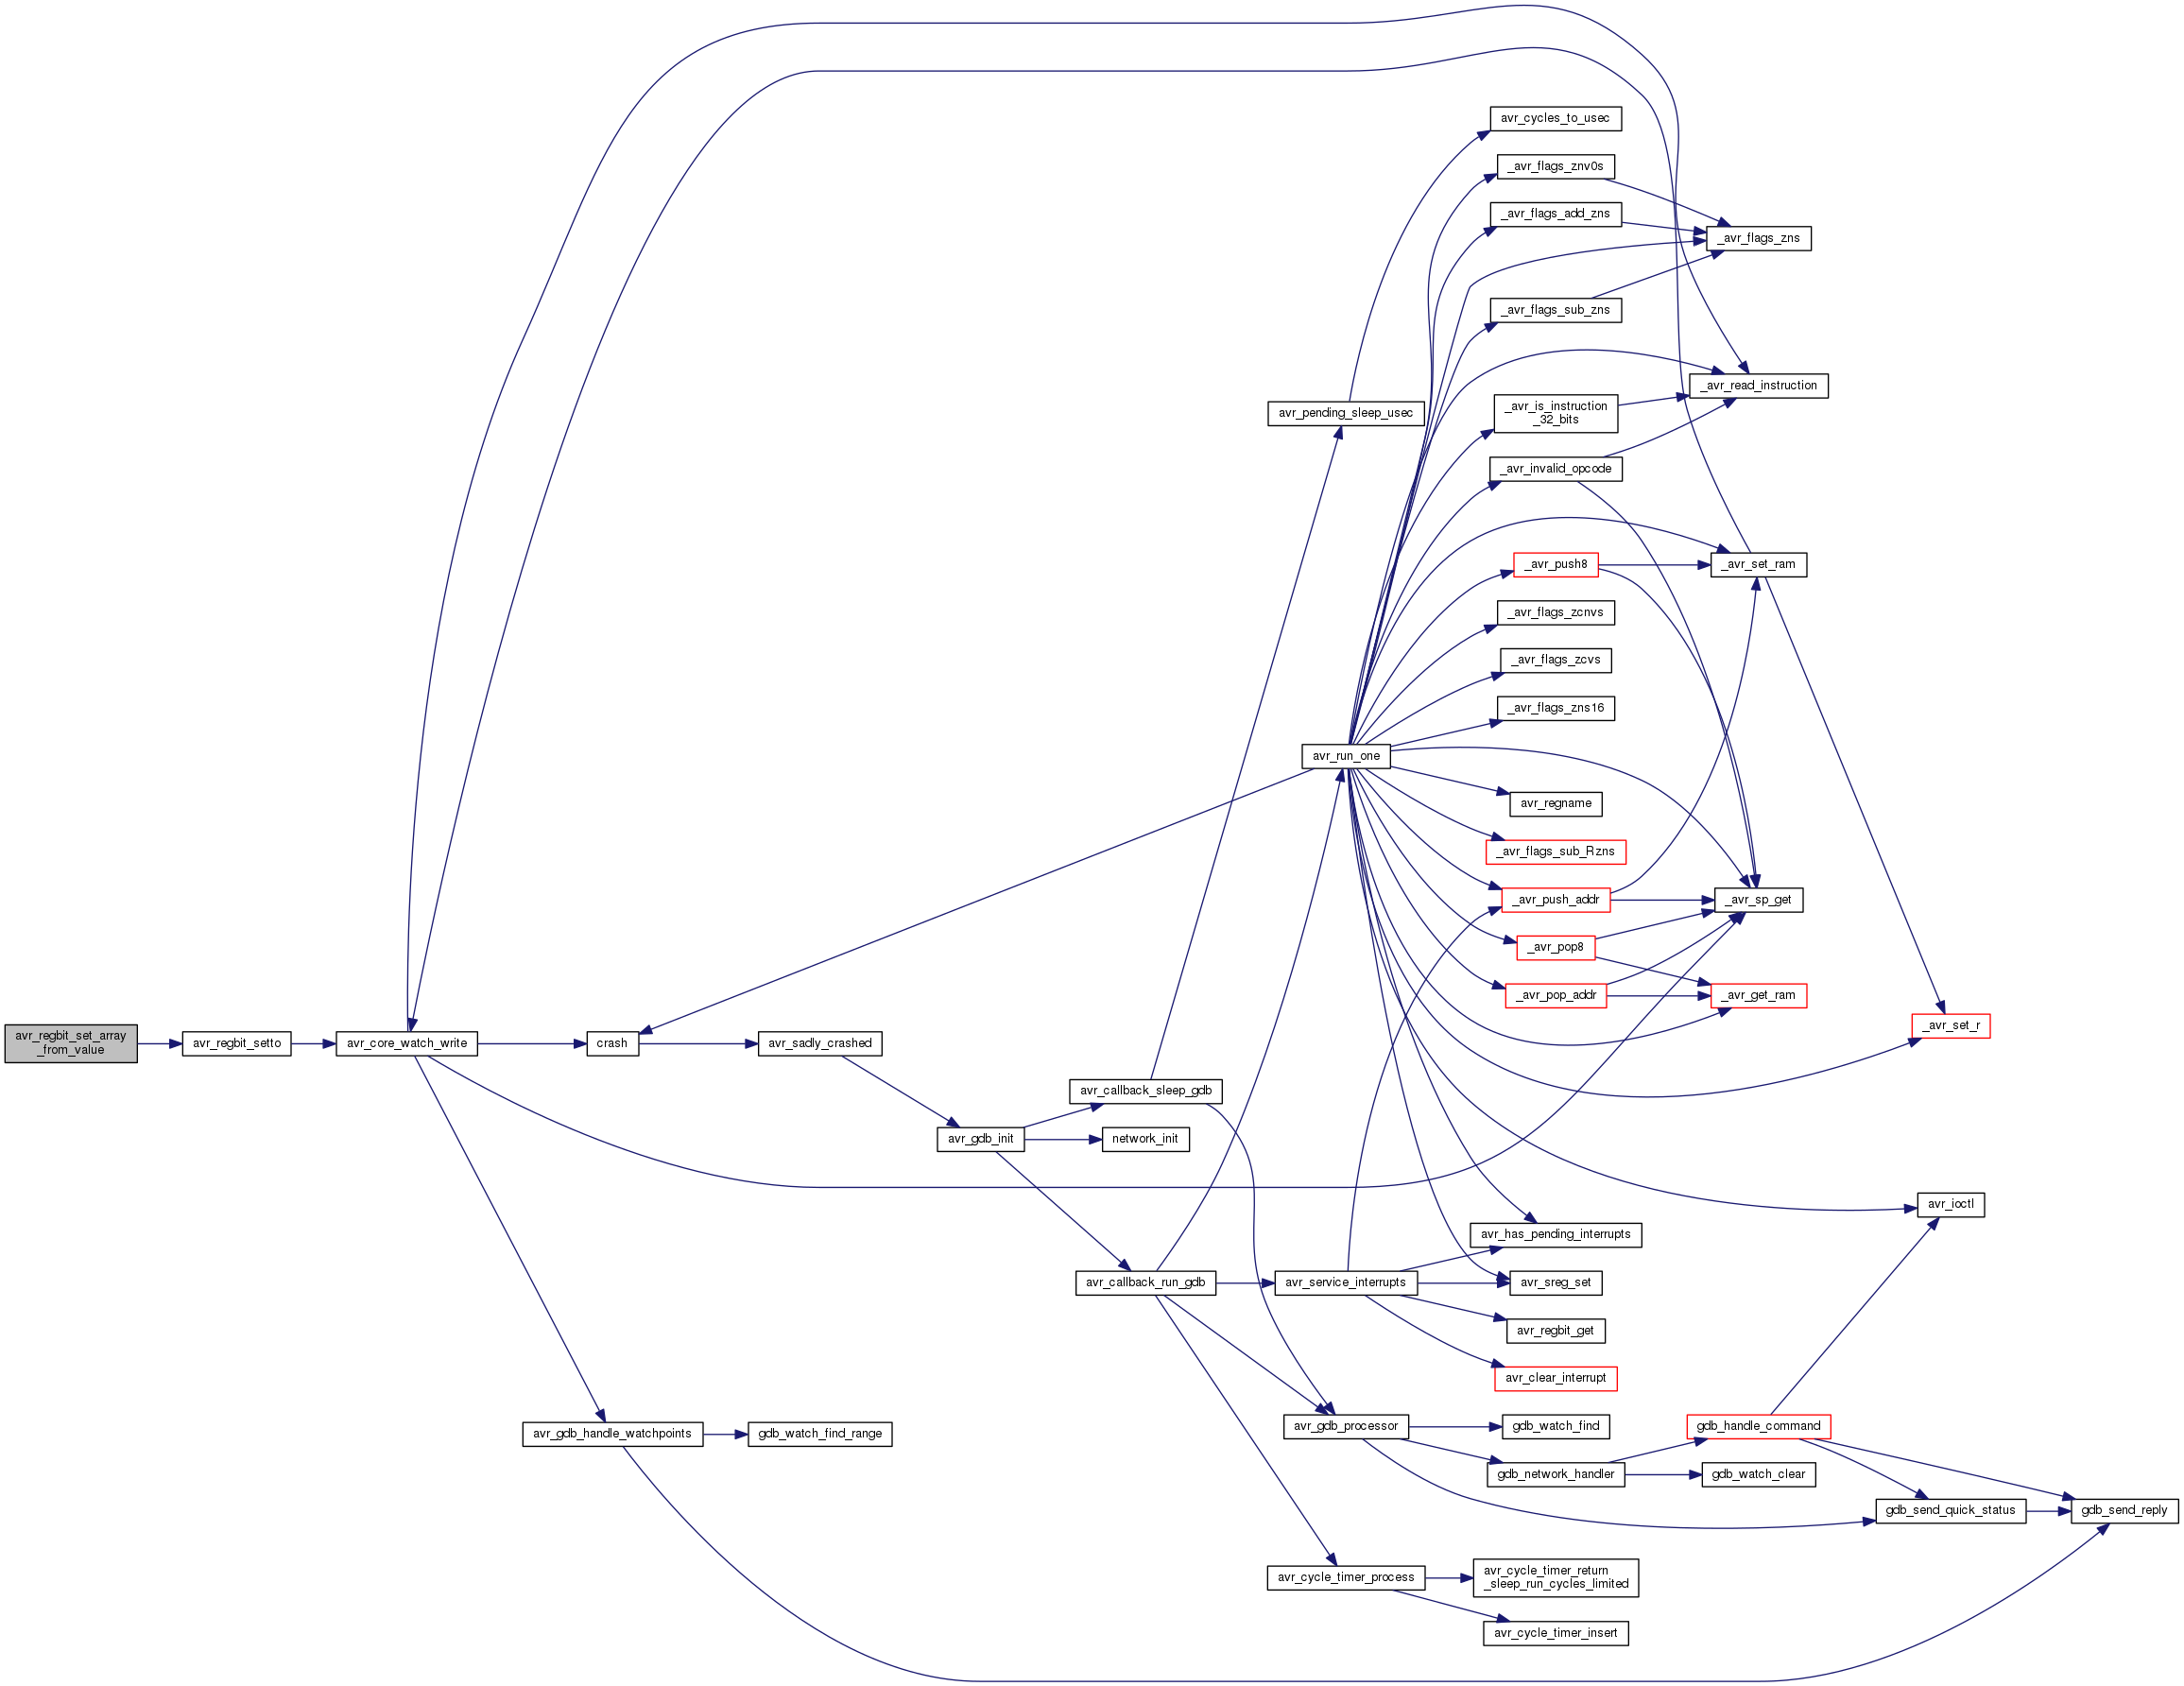 avr_cycles_to_usec
_avr_flags_znv0s
_avr_flags_add_zns
_avr_flags_zns
_avr_flags_sub_zns
_avr_read_instruction
_avr_is_instruction
_32_bits
avr_pending_sleep_usec
_avr_invalid_opcode
_avr_push8
_avr_set_ram
_avr_flags_zcnvs
_avr_flags_zcvs
_avr_flags_zns16
avr_run_one
avr_regname
_avr_flags_sub_Rzns
_avr_push_addr
_avr_sp_get
_avr_pop8
_avr_pop_addr
_avr_get_ram
_avr_set_r
avr_regbit_set_array
_from_value
avr_regbit_setto
avr_core_watch_write
crash
avr_sadly_crashed
avr_callback_sleep_gdb
avr_gdb_init
network_init
avr_ioctl
avr_has_pending_interrupts
avr_callback_run_gdb
avr_service_interrupts
avr_sreg_set
avr_regbit_get
avr_clear_interrupt
avr_gdb_handle_watchpoints
gdb_watch_find_range
avr_gdb_processor
gdb_watch_find
gdb_handle_command
gdb_network_handler
gdb_watch_clear
gdb_send_quick_status
gdb_send_reply
avr_cycle_timer_process
avr_cycle_timer_return
_sleep_run_cycles_limited
avr_cycle_timer_insert